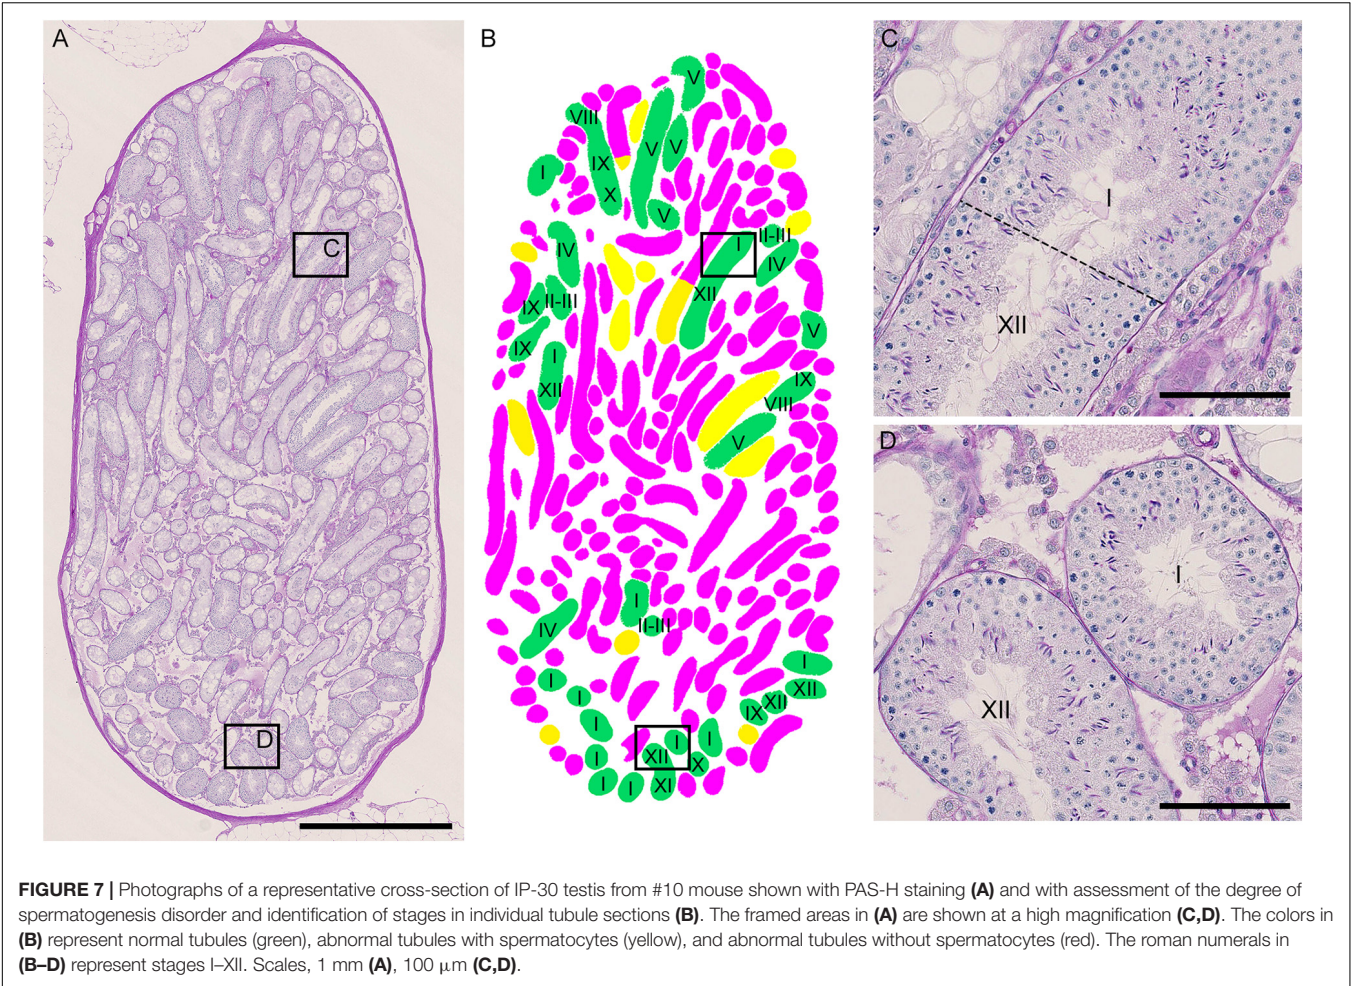 A
C
D
B
V
VIII
V
V
IX
I
X
V
I
II-III
IV
IV
XII
IX
II-III
V
IX
I
IX
XII
VIII
V
I
II-III
IV
I
I
XII
I
I
XII
IX
I
I
I
XII
X
I
I
XI
C
I
XII
D
I
XII
FIGURE 7 | Photographs of a representative cross-section of IP-30 testis from #10 mouse shown with PAS-H staining (A) and with assessment of the degree of
spermatogenesis disorder and identification of stages in individual tubule sections (B). The framed areas in (A) are shown at a high magnification (C,D). The colors in
(B) represent normal tubules (green), abnormal tubules with spermatocytes (yellow), and abnormal tubules without spermatocytes (red). The roman numerals in
(B–D) represent stages I–XII. Scales, 1 mm (A), 100 μm (C,D).